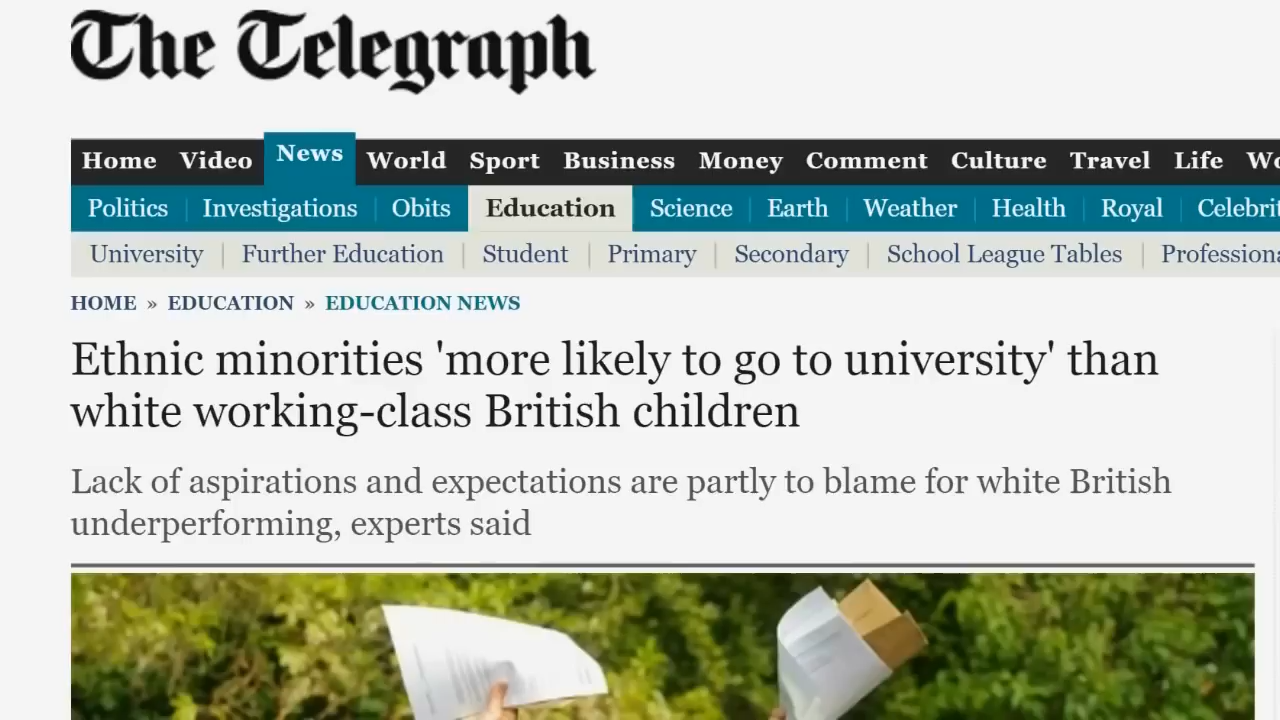 The Telegraph
Home Video News World Sport Business Money Comment Culture Travel Life
Politics Investigations Obits Education Science Earth Weather Health Royal
University Further Education Student Primary Secondary School League Tables
HOME » EDUCATION » EDUCATION NEWS
Ethnic minorities 'more likely to go to university' than
white working-class British children
Lack of aspirations and expectations are partly to blame for white British
underperforming, experts said